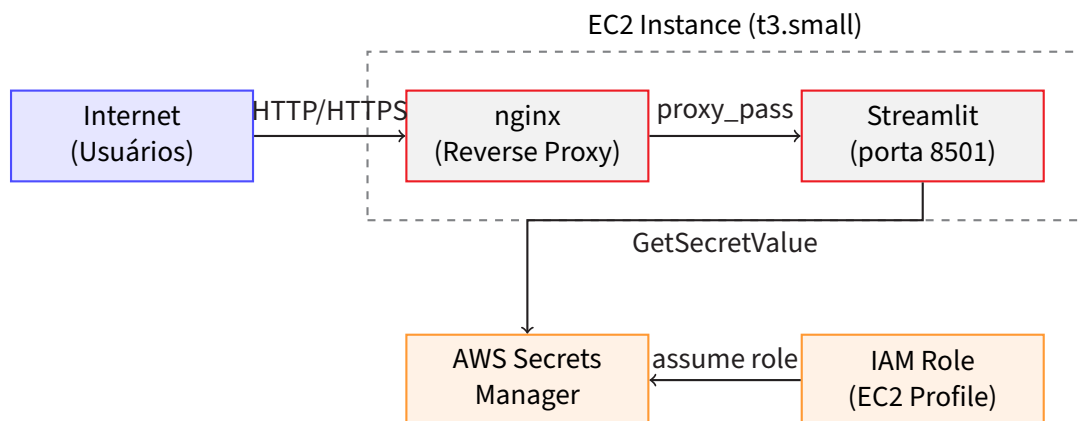 EC2 Instance (t3.small)
Internet
(Usuários)
HTTP/HTTPS
nginx
(Reverse Proxy)
proxy_pass
Streamlit
(porta 8501)
GetSecretValue
AWS Secrets
Manager
assume role
IAM Role
(EC2 Profile)